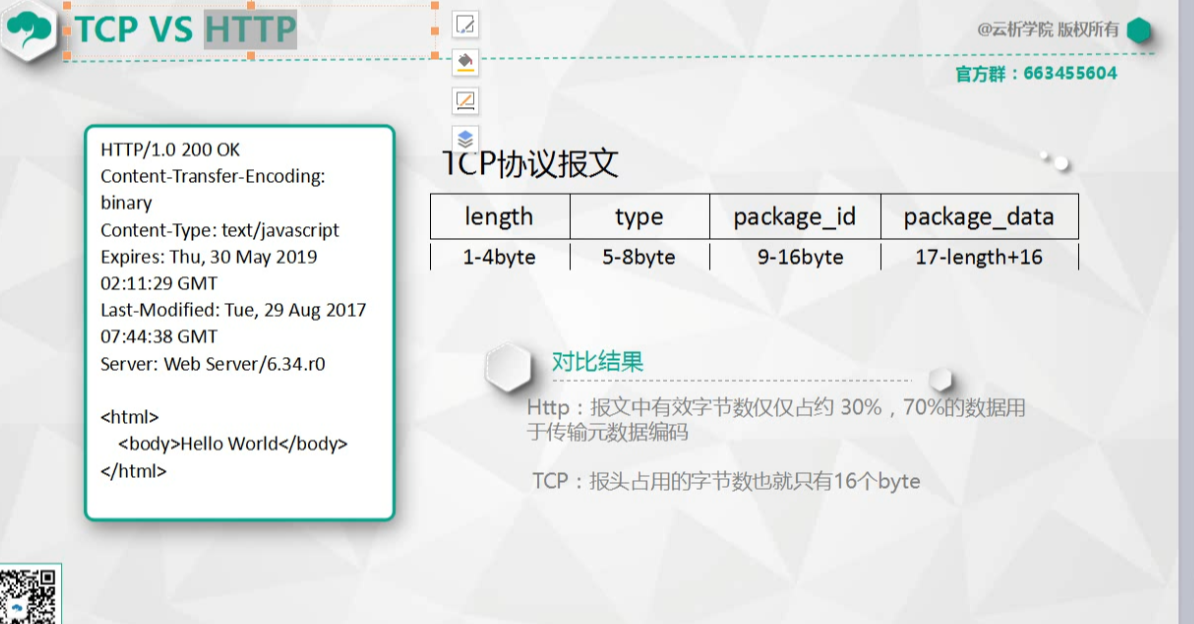 TCP VS HTTP
@云析学院 版权所有
官方群：663455604
HTTP/1.0 200 OK
Content-Transfer-Encoding:
binary
Content-Type: text/javascript
Expires: Thu, 30 May 2019
02:11:29 GMT
Last-Modified: Tue, 29 Aug 2017
07:44:38 GMT
Server: Web Server/6.34.r0
<html>
<body>Hello World</body>
</html>
TCP协议报文
length type package_id package_data
1-4byte 5-8byte 9-16byte 17-length+16
对比结果
Http：报文中有效字节数仅仅占约 30%，70%的数据用
于传输元数据编码
TCP：报头占用的字节数也就只有16个byte